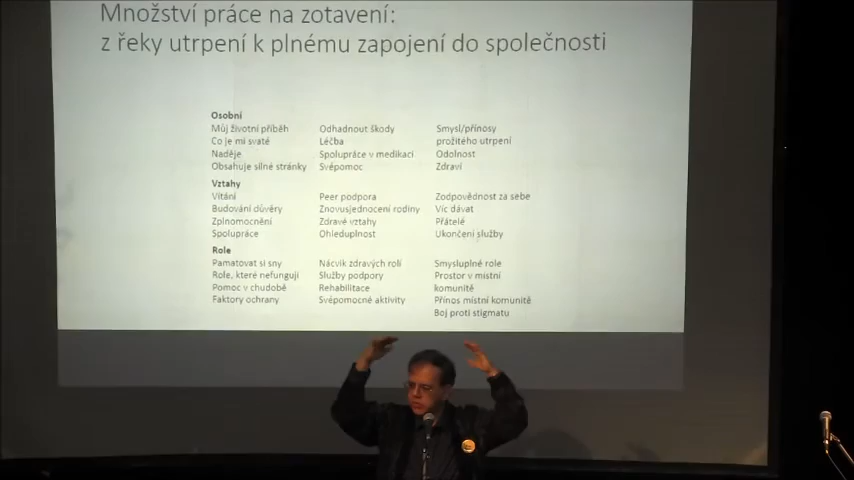 Množství práce na zotavení:
z řeky utrpení k plnému zapojení do společnosti
Osobní
Můj životní příběh
Co je mi svaté
Naděje
Obsahuje silné stránky
Odhadnout škody
Léčba
Spolupráce v medikaci
Svépomoc
Smysl/přínosy
prožitého utrpení
Odolnost
Zdraví
Vztahy
Vítání
Budování důvěry
Zplnomocnění
Spolupráce
Peer podpora
Znovusjednocení rodiny
Zdravé vztahy
Ohleduplnost
Zodpovědnost za sebe
Víc dávat
Přátelé
Ukončení služby
Role
Pamatovat si sny
Role, které nefungují
Pomoc v chudobě
Faktory ochrany
Nácvik zdravých rolí
Služby podpory
Rehabilitace
Svépomocné aktivity
Smysluplné role
Prostor v místní
komunitě
Přínos místní komunitě
Boj proti stigmatu